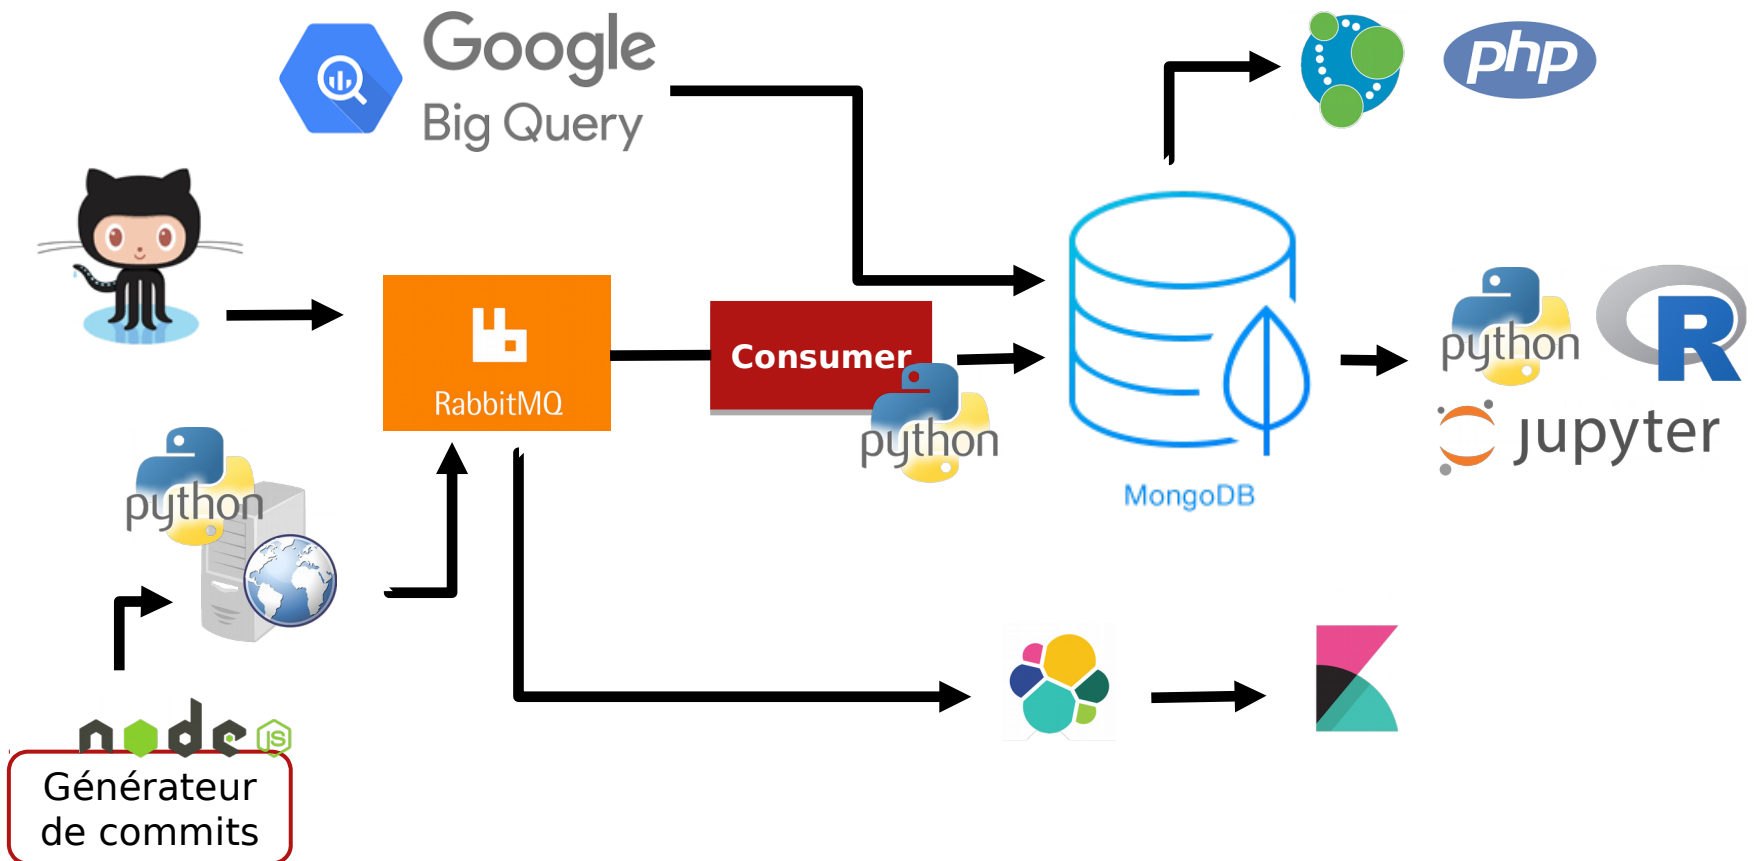 Google
Big Query
php
RabbitMQ
Consumer
python
MongoDB
python
R
jupyter
python
node
JS
Générateur
de commits